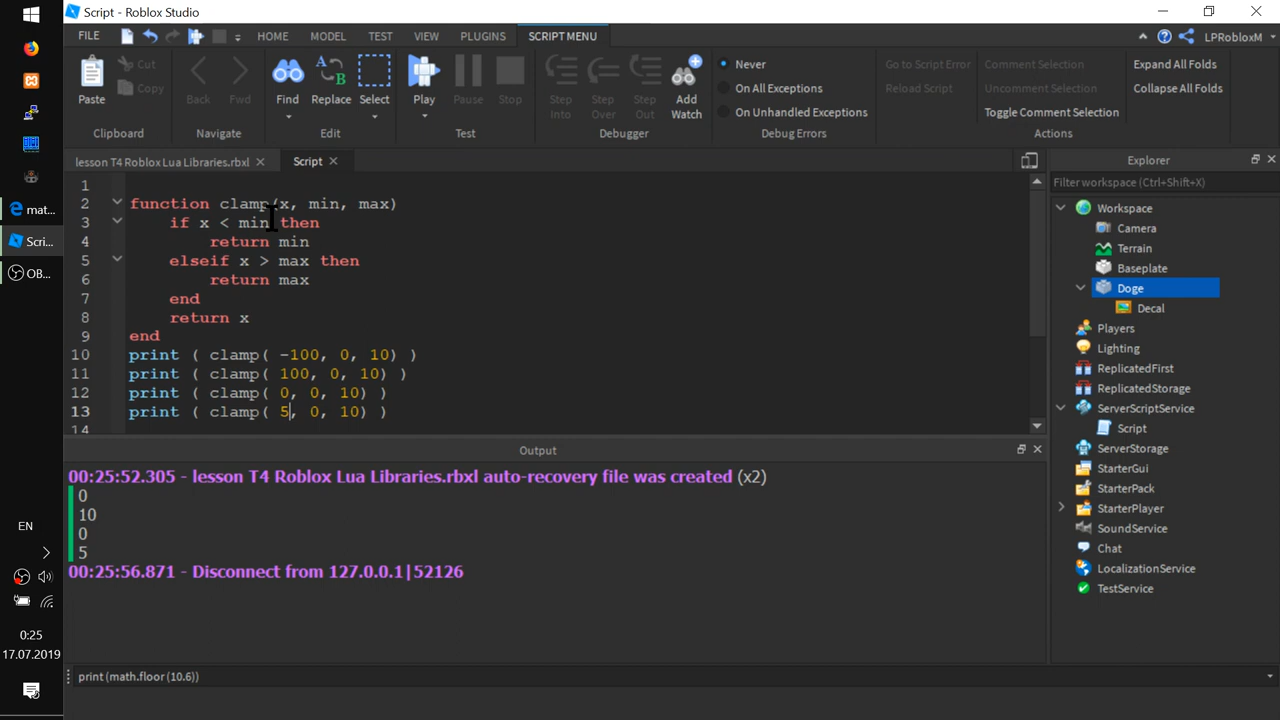 Script - Roblox Studio
FILE
HOME
MODEL
TEST
VIEW
PLUGINS
SCRIPT MENU
LPRobloxM
Paste
Cut
Copy
Clipboard
Back
Fwd
Navigate
Find
Replace
Select
Edit
Play
Pause
Stop
Test
Step Into
Step Over
Step Out
Add Watch
Debugger
Never
On All Exceptions
On Unhandled Exceptions
Debug Errors
Go to Script Error
Reload Script
Comment Selection
Uncomment Selection
Toggle Comment Selection
Actions
Expand All Folds
Collapse All Folds
lesson T4 Roblox Lua Libraries.rbxl
Script
1
2 function clamp(x, min, max)
3 if x < min then
4 return min
5 elseif x > max then
6 return max
7 end
8 return x
9 end
10 print ( clamp( -100, 0, 10) )
11 print ( clamp( 100, 0, 10) )
12 print ( clamp( 0, 0, 10) )
13 print ( clamp( 5, 0, 10) )
14
Output
00:25:52.305 - lesson T4 Roblox Lua Libraries.rbxl auto-recovery file was created (x2)
0
10
0
5
00:25:56.871 - Disconnect from 127.0.0.1|52126
print (math.floor (10.6))
Explorer
Filter workspace (Ctrl+Shift+X)
Workspace
Camera
Terrain
Baseplate
Doge
Decal
Players
Lighting
ReplicatedFirst
ReplicatedStorage
ServerScriptService
Script
ServerStorage
StarterGui
StarterPack
StarterPlayer
SoundService
Chat
LocalizationService
TestService
mat...
Scri...
OB...
EN
0:25
17.07.2019